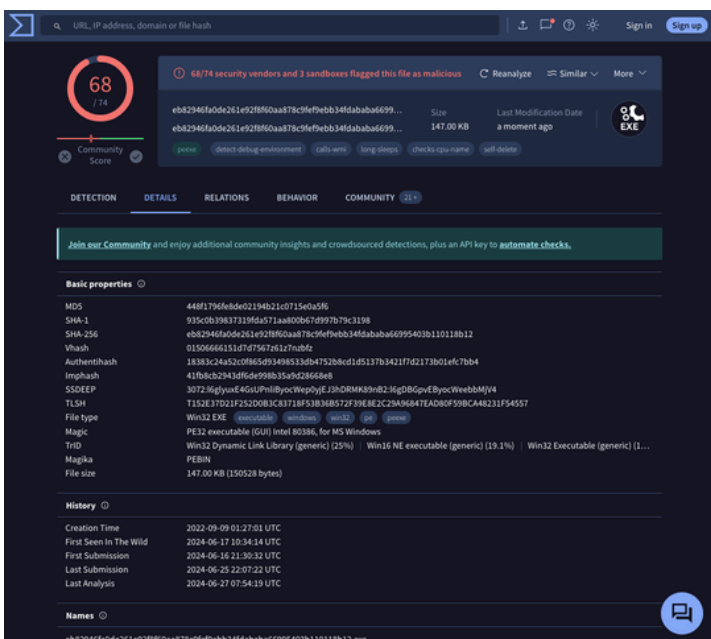 URL, IP address, domain or file hash
Sign in
Sign up
68
/ 74
Community Score
68/74 security vendors and 3 sandboxes flagged this file as malicious
Reanalyze
Similar
More
eb82946fa0de261e92f8f60aa878c9fef9ebb34fdababa6699...
eb82946fa0de261e92f8f60aa878c9fef9ebb34fdababa6699...
Size
147.00 KB
Last Modification Date
a moment ago
EXE
peexe detect-debug-environment calls-wmi long-sleeps checks-cpu-name self-delete
DETECTION DETAILS RELATIONS BEHAVIOR COMMUNITY 21+
Join our Community and enjoy additional community insights and crowdsourced detections, plus an API key to automate checks.
Basic properties
MD5 448f1796fe8de02194b21c0715e0a5f6
SHA-1 935c0b39837319fda571aa800b67d997b79c3198
SHA-256 eb82946fa0de261e92f8f60aa878c9fef9ebb34fdababa66995403b110118b12
Vhash 01506666151d7d7567z61z7nzbfz
Authentihash 18383c24a52c0f865d93498533db4752b8cd1d5137b3421f7d2173b01efc7bb4
Imphash 41fb8cb2943df6de998b35a9d28668e8
SSDEEP
TLSH T152E37D21F252D0B3C83718F53B36B572F39E8E2C29A96847EAD80F59BCA48231F54557
File type Win32 EXE executable windows win32 pe peexe
Magic PE32 executable (GUI) Intel 80386, for MS Windows
TrID Win32 Dynamic Link Library (generic) (25%) Win16 NE executable (generic) (19.1%) Win32 Executable (generic) (1...
Magika PEBIN
File size 147.00 KB (150528 bytes)
History
Creation Time 2022-09-09 01:27:01 UTC
First Seen In The Wild 2024-06-17 10:34:14 UTC
First Submission 2024-06-16 21:30:32 UTC
Last Submission 2024-06-25 22:07:22 UTC
Last Analysis 2024-06-27 07:54:19 UTC
Names